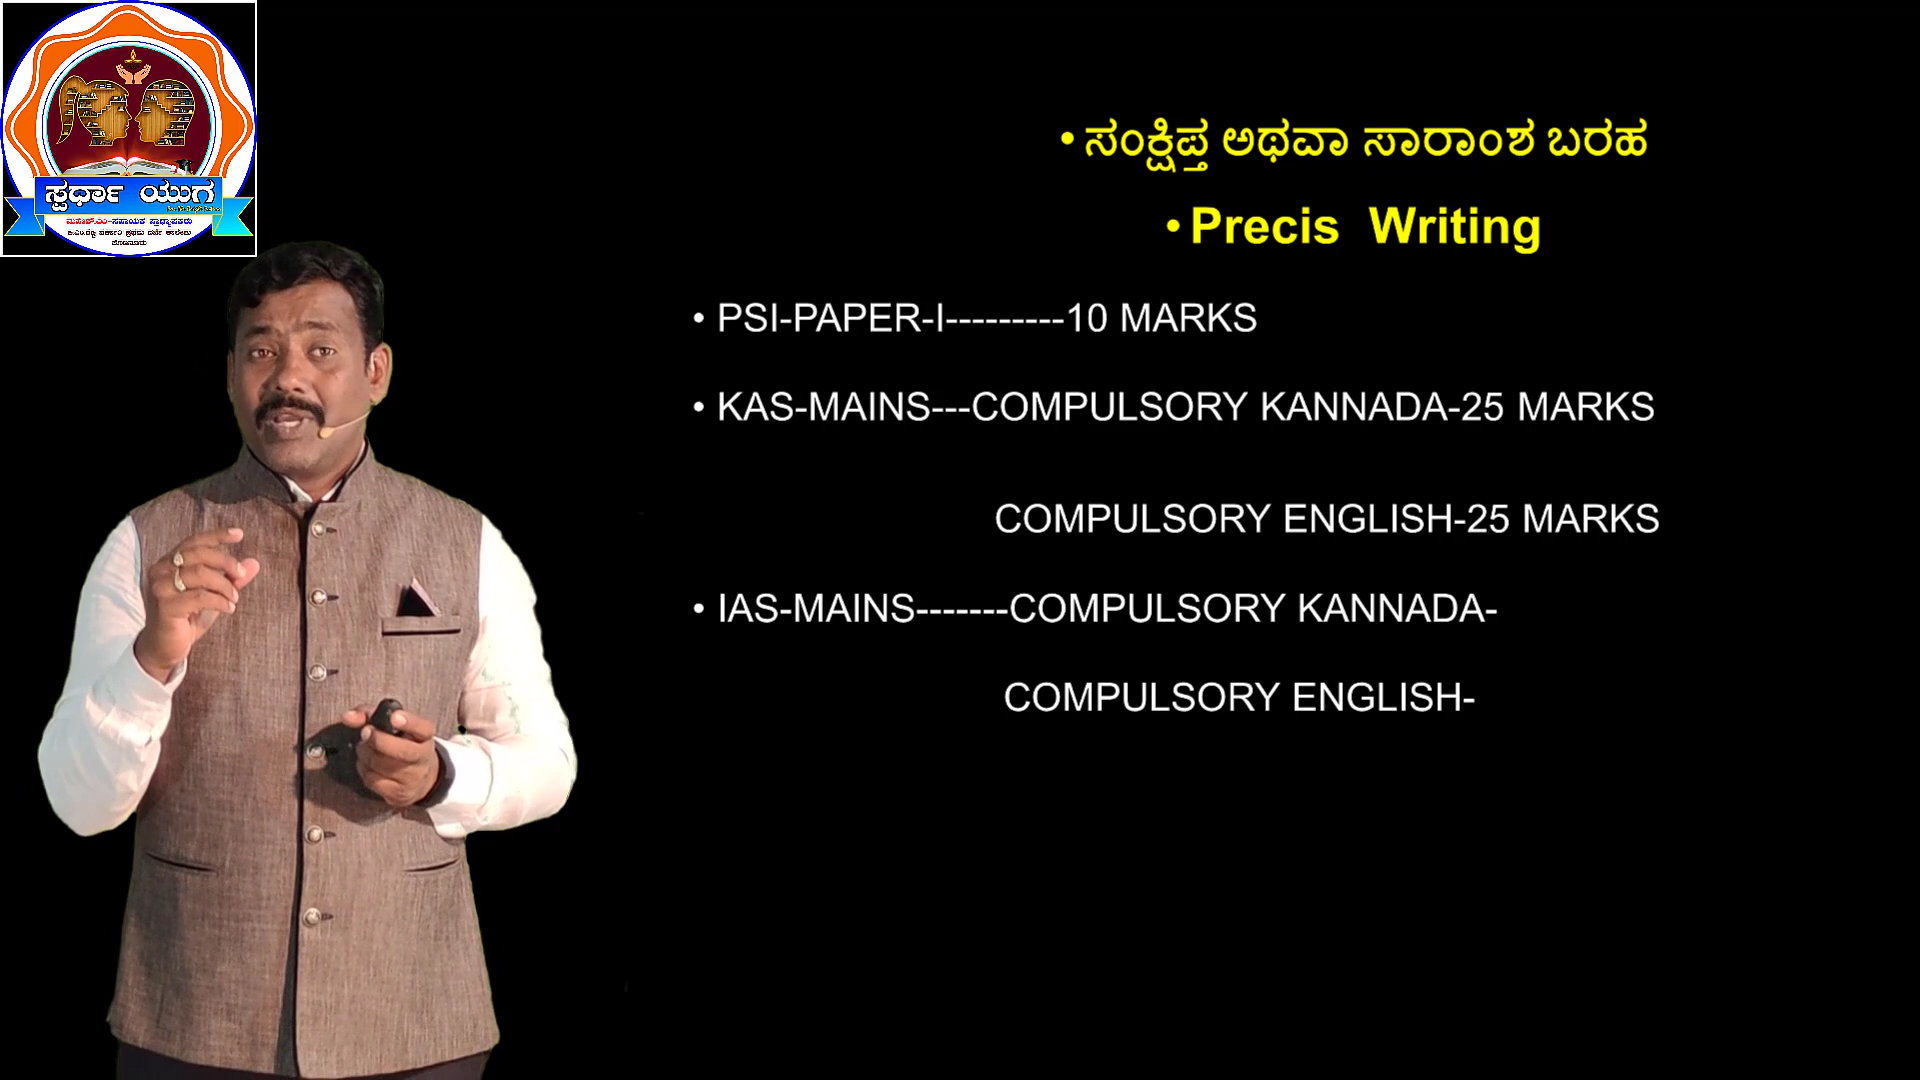 ಸ್ಪರ್ಧಾ ಯುಗ
•ಸಂಕ್ಷಿಪ್ತ ಅಥವಾ ಸಾರಾಂಶ ಬರಹ
•Precis Writing
• PSI-PAPER-I---------10 MARKS
• KAS-MAINS---COMPULSORY KANNADA-25 MARKS
COMPULSORY ENGLISH-25 MARKS
• IAS-MAINS-------COMPULSORY KANNADA-
COMPULSORY ENGLISH-